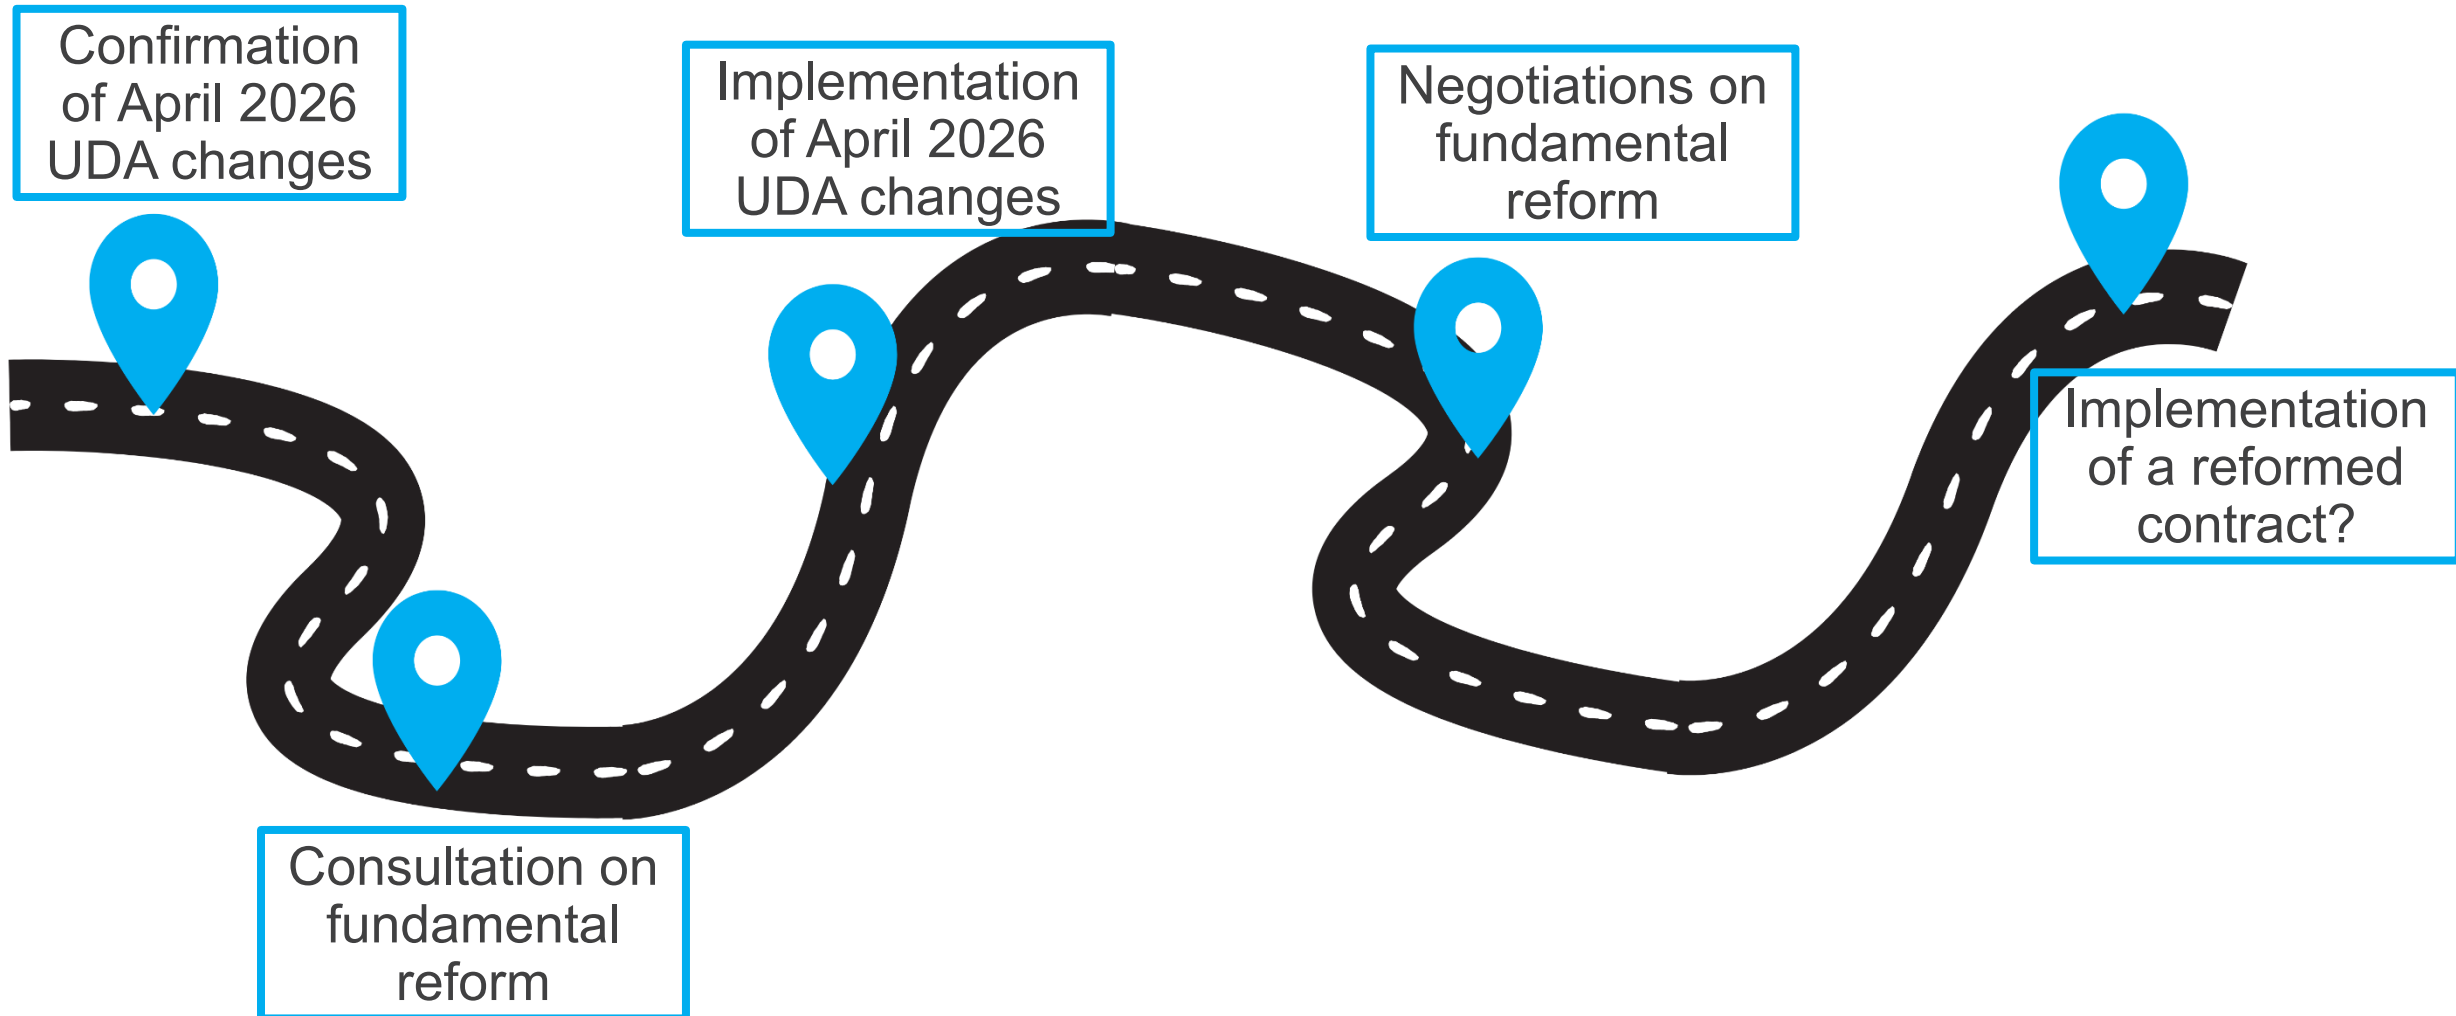 Confirmation
of April 2026
UDA changes
Consultation on
fundamental
reform
Implementation
of April 2026
UDA changes
Negotiations on
fundamental
reform
Implementation
of a reformed
contract?